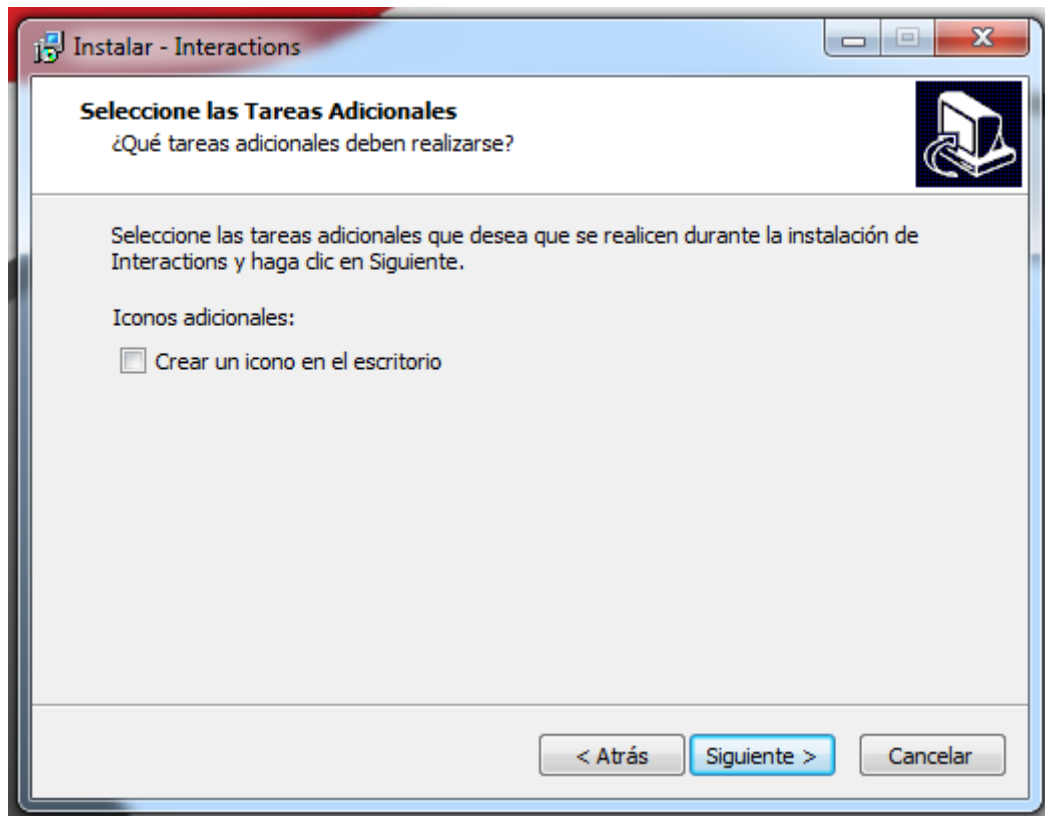 Instalar - Interactions
Seleccione las Tareas Adicionales
¿Qué tareas adicionales deben realizarse?
Seleccione las tareas adicionales que desea que se realicen durante la instalación de
Interactions y haga clic en Siguiente.
Iconos adicionales:
Crear un icono en el escritorio
< Atrás
Siguiente >
Cancelar